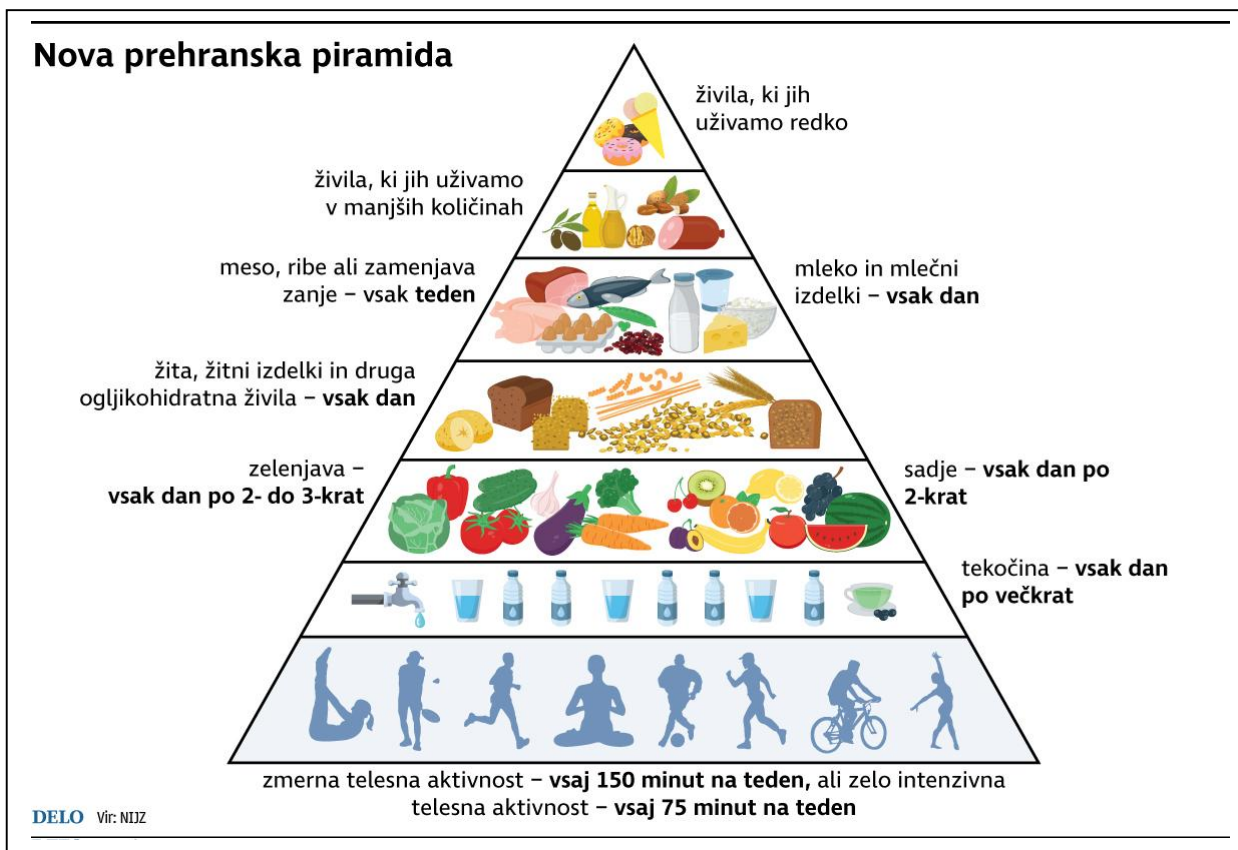 Nova prehranska piramida
živila, ki jih
uživamo redko
živila, ki jih uživamo
v manjših količinah
meso, ribe ali zamenjava
zanje – vsak teden
mleko in mlečni
izdelki – vsak dan
žita, žitni izdelki in druga
ogljikohidratna živila – vsak dan
zelenjava –
vsak dan po 2- do 3-krat
sadje – vsak dan po
2-krat
tekočina – vsak dan
po večkrat
zmerna telesna aktivnost – vsaj 150 minut na teden, ali zelo intenzivna
telesna aktivnost – vsaj 75 minut na teden
DELO Vir: NIJZ